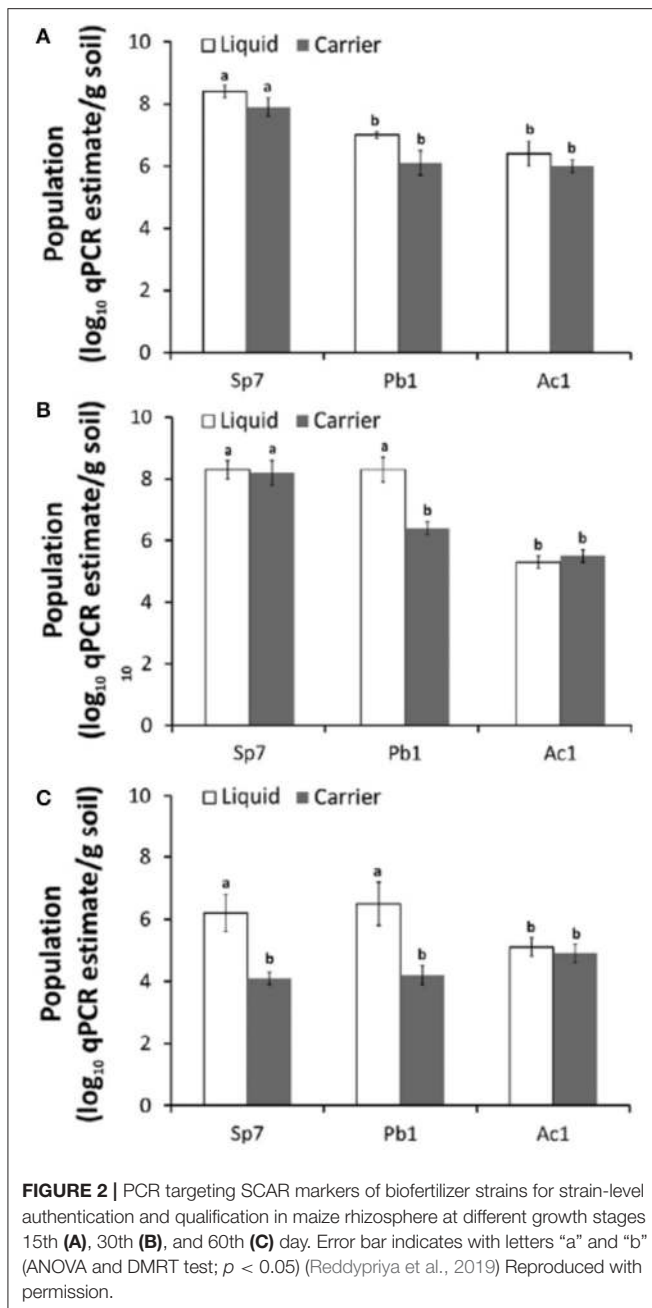 A
Liquid Carrier
10
8
6
4
2
0
Population
(log10 qPCR estimate/g soil)
a a b b b b
Sp7 Pb1 Ac1
B
Liquid Carrier
10
8
6
4
2
0
Population
(log10 qPCR estimate/g soil)
10
a a a b b b
Sp7 Pb1 Ac1
C
Liquid Carrier
10
8
6
4
2
0
Population
(log10 qPCR estimate/g soil)
a b a b b b
Sp7 Pb1 Ac1
FIGURE 2 | PCR targeting SCAR markers of biofertilizer strains for strain-level
authentication and qualification in maize rhizosphere at different growth stages
15th (A), 30th (B), and 60th (C) day. Error bar indicates with letters “a” and “b”
(ANOVA and DMRT test; p < 0.05) (Reddypriya et al., 2019) Reproduced with
permission.